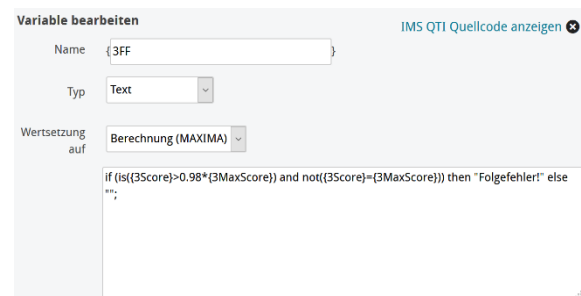 Variable bearbeiten
IMS QTI Quellcode anzeigen
Name { 3FF }
Typ Text
Wertsetzung auf Berechnung (MAXIMA)
if (is({3Score}>0.98*{3MaxScore}) and not({3Score}={3MaxScore})) then "Folgefehler!" else
"";